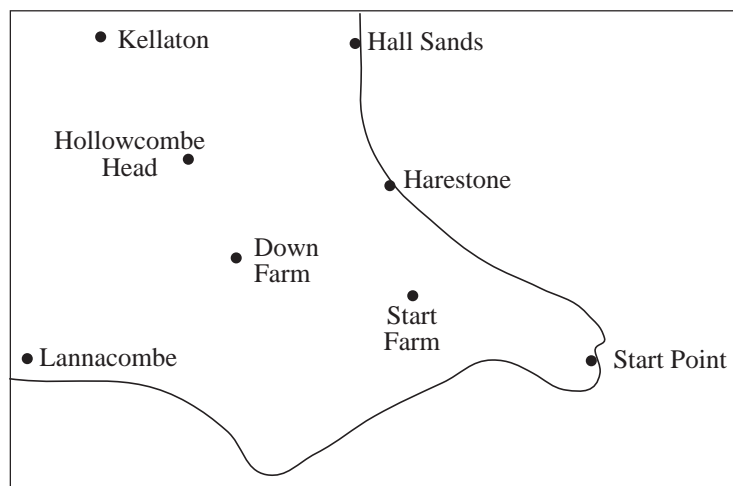 Kellaton
Hall Sands
Hollowcombe
Head
Harestone
Down
Farm
Start
Farm
Lannacombe
Start Point